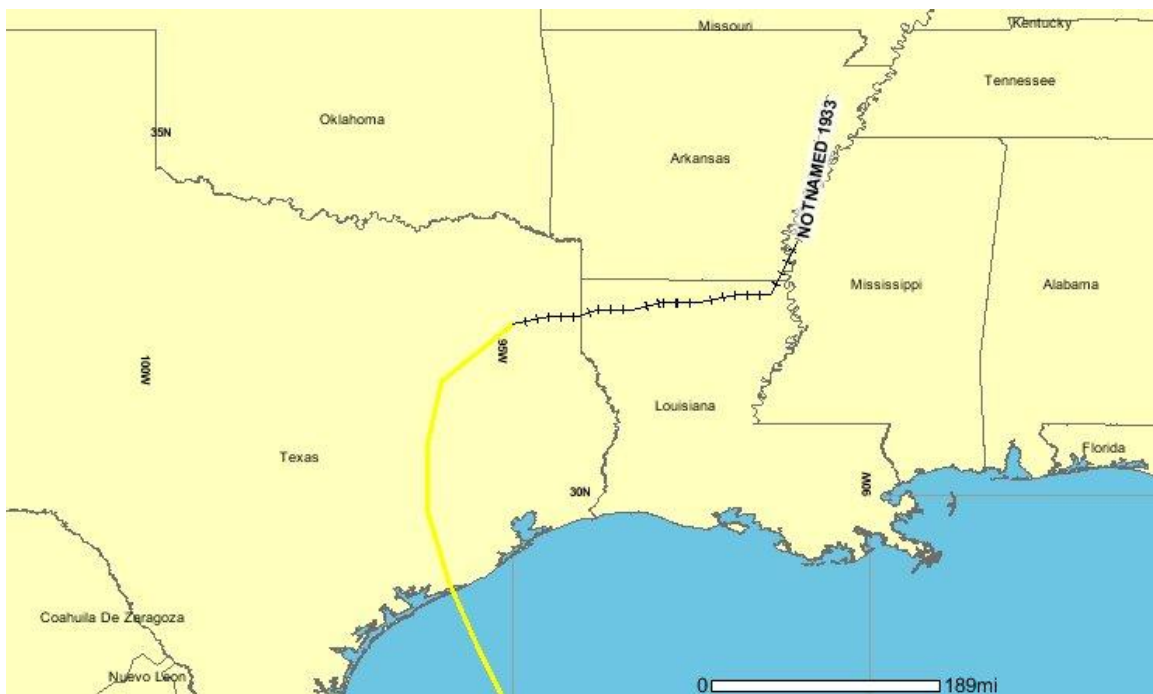 Missouri
Kentucky
Tennessee
Oklahoma
35N
NOTNAMED 1933
Arkansas
Mississippi
Alabama
95W
100W
Louisiana
Florida
Texas
90W
30N
Coahuila De Zaragoza
Nuevo Leon
0
189mi